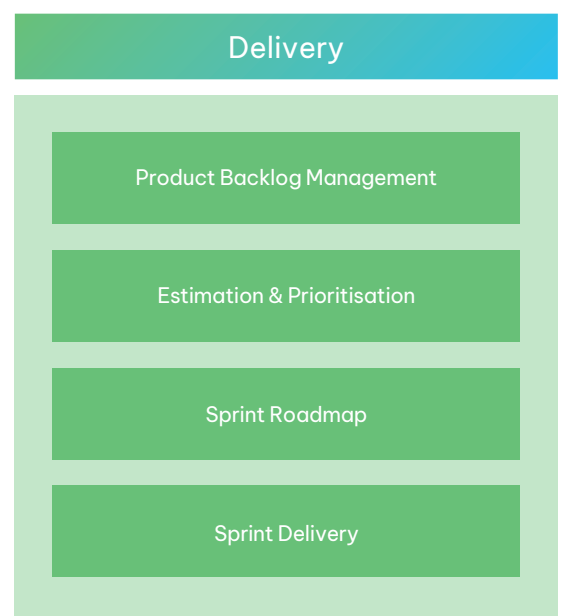 Delivery
Product Backlog Management
Estimation & Prioritisation
Sprint Roadmap
Sprint Delivery